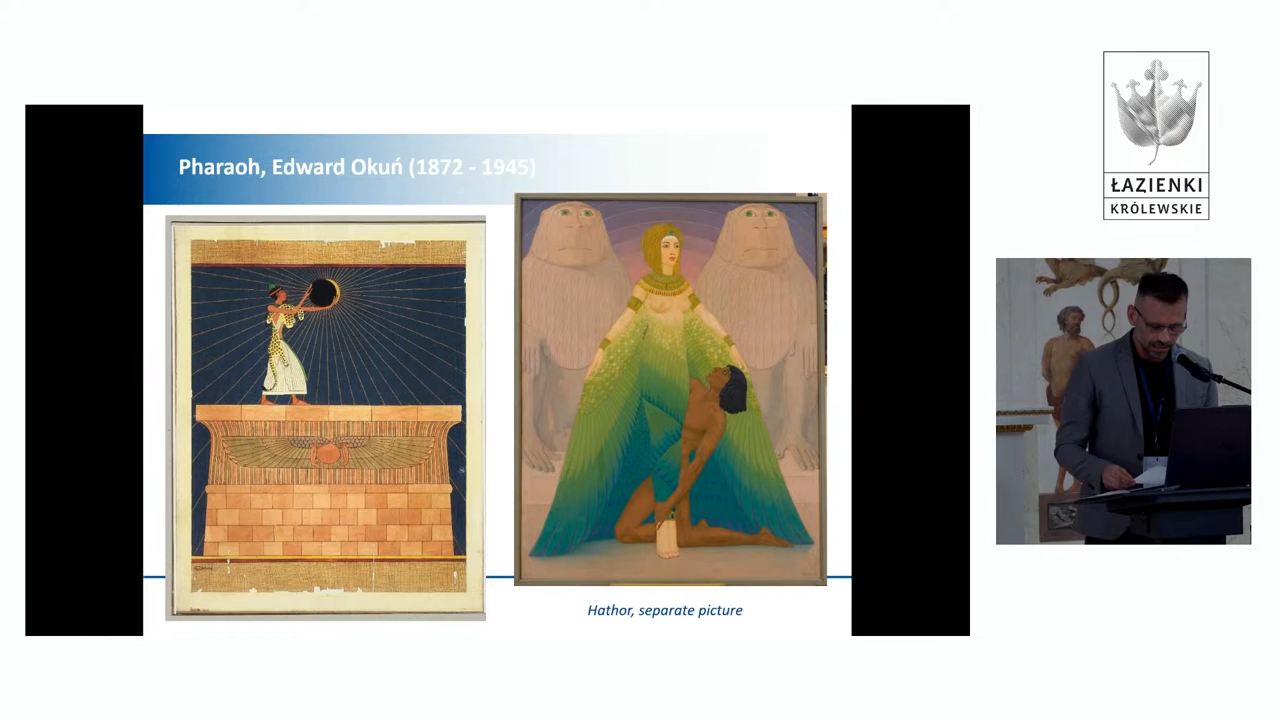 Pharaoh, Edward Okuń (1872 - 1945)
Hathor, separate picture
ŁAZIENKI
KRÓLEWSKIE